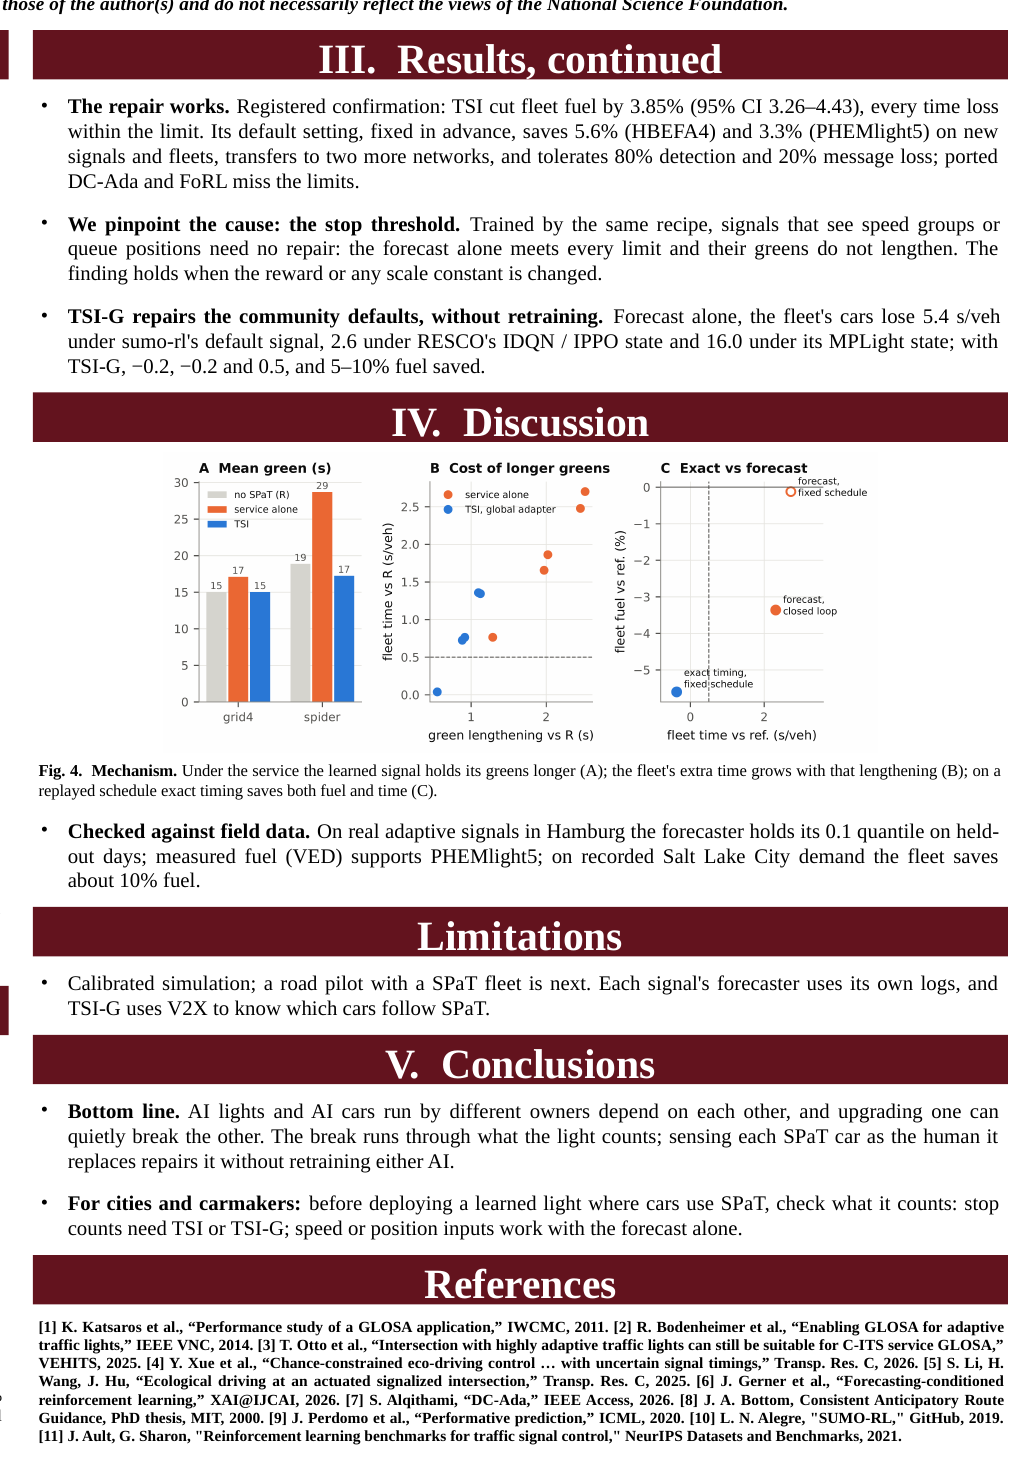 those of the author(s) and do not necessarily reflect the views of the National Science Foundation.
III. Results, continued
• The repair works. Registered confirmation: TSI cut fleet fuel by 3.85% (95% CI 3.26–4.43), every time loss
within the limit. Its default setting, fixed in advance, saves 5.6% (HBEFA4) and 3.3% (PHEMlight5) on new
signals and fleets, transfers to two more networks, and tolerates 80% detection and 20% message loss; ported
DC-Ada and FoRL miss the limits.
• We pinpoint the cause: the stop threshold. Trained by the same recipe, signals that see speed groups or
queue positions need no repair: the forecast alone meets every limit and their greens do not lengthen. The
finding holds when the reward or any scale constant is changed.
• TSI-G repairs the community defaults, without retraining. Forecast alone, the fleet's cars lose 5.4 s/veh
under sumo-rl's default signal, 2.6 under RESCO's IDQN / IPPO state and 16.0 under its MPLight state; with
TSI-G, −0.2, −0.2 and 0.5, and 5–10% fuel saved.
IV. Discussion
A Mean green (s)
30
25
20
15
10
5
0
no SPaT (R)
service alone
TSI
15
17
15
19
29
17
grid4
spider
B Cost of longer greens
fleet time vs R (s/veh)
2.5
2.0
1.5
1.0
0.5
0.0
service alone
TSI, global adapter
1
2
green lengthening vs R (s)
C Exact vs forecast
fleet fuel vs ref. (%)
0
−1
−2
−3
−4
−5
forecast,
fixed schedule
forecast,
closed loop
exact timing,
fixed schedule
0
2
fleet time vs ref. (s/veh)
Fig. 4. Mechanism. Under the service the learned signal holds its greens longer (A); the fleet's extra time grows with that lengthening (B); on a
replayed schedule exact timing saves both fuel and time (C).
• Checked against field data. On real adaptive signals in Hamburg the forecaster holds its 0.1 quantile on held-
out days; measured fuel (VED) supports PHEMlight5; on recorded Salt Lake City demand the fleet saves
about 10% fuel.
Limitations
• Calibrated simulation; a road pilot with a SPaT fleet is next. Each signal's forecaster uses its own logs, and
TSI-G uses V2X to know which cars follow SPaT.
V. Conclusions
• Bottom line. AI lights and AI cars run by different owners depend on each other, and upgrading one can
quietly break the other. The break runs through what the light counts; sensing each SPaT car as the human it
replaces repairs it without retraining either AI.
• For cities and carmakers: before deploying a learned light where cars use SPaT, check what it counts: stop
counts need TSI or TSI-G; speed or position inputs work with the forecast alone.
References
[1] K. Katsaros et al., “Performance study of a GLOSA application,” IWCMC, 2011. [2] R. Bodenheimer et al., “Enabling GLOSA for adaptive
traffic lights,” IEEE VNC, 2014. [3] T. Otto et al., “Intersection with highly adaptive traffic lights can still be suitable for C-ITS service GLOSA,”
VEHITS, 2025. [4] Y. Xue et al., “Chance-constrained eco-driving control … with uncertain signal timings,” Transp. Res. C, 2026. [5] S. Li, H.
Wang, J. Hu, “Ecological driving at an actuated signalized intersection,” Transp. Res. C, 2025. [6] J. Gerner et al., “Forecasting-conditioned
reinforcement learning,” XAI@IJCAI, 2026. [7] S. Alqithami, “DC-Ada,” IEEE Access, 2026. [8] J. A. Bottom, Consistent Anticipatory Route
Guidance, PhD thesis, MIT, 2000. [9] J. Perdomo et al., “Performative prediction,” ICML, 2020. [10] L. N. Alegre, "SUMO-RL," GitHub, 2019.
[11] J. Ault, G. Sharon, "Reinforcement learning benchmarks for traffic signal control," NeurIPS Datasets and Benchmarks, 2021.